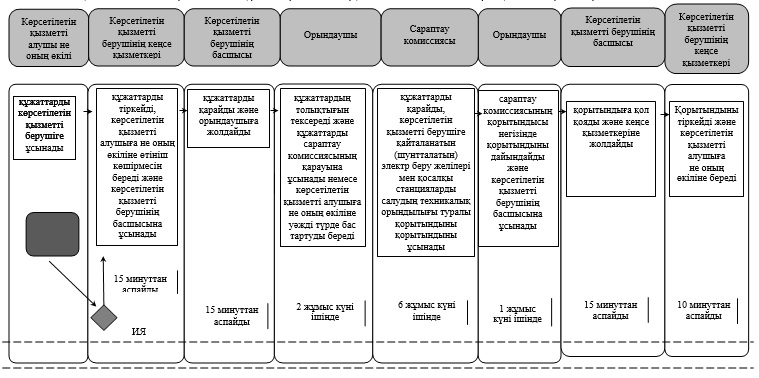 Көрсетілетін
қызметті
алушы не
оның өкілі
Көрсетілетін
қызметті
берушінің кеңсе
қызметкері
Көрсетілетін
қызметті
берушінің
басшысы
Орындаушы
Сараптау
комиссиясы
Орындаушы
Көрсетілетін
қызметті берушінің
басшысы
Көрсетілетін
қызметті
берушінің
кеңсе
қызметкері
құжаттарды
көрсетілетін
қызметті
берушіге
ұсынады
құжаттарды
тіркейді,
көрсетілетін
қызметті
алушыға не оның
өкіліне өтініш
көшірмесін
береді және
көрсетілетін
қызметті
берушінің
басшысына
ұсынады
құжаттарды
қарайды және
орындаушыға
жолдайды
құжаттардың
толықтығын
тексереді және
құжаттарды
сараптау
комиссиясының
қарауына
ұсынады немесе
көрсетілетін
қызметті алушыға
не оның өкіліне
уәжді түрде бас
тартуды береді
құжаттарды
қарайды,
көрсетілетін
қызметті берушіге
қайталанатын
(шунтталатын)
электр беру желілері
мен қосалқы
станцияларды
салудың техникалық
орындылығы туралы
қорытындыны
қорытындыны
ұсынады
сараптау
комиссиясының
қорытындысы
негізінде
қорытындыны
дайындайды
және
көрсетілетін
қызметті
берушінің
басшысына
ұсынады
қорытындыға қол
қояды және кеңсе
қызметкеріне
жолдайды
Қорытындыны
тіркейді және
көрсетілетін
қызметті
алушыға
не оның
өкіліне береді
15 минуттан
аспайды
15 минуттан
аспайды
2 жұмыс күні
ішінде
6 жұмыс күні
ішінде
1 жұмыс
күні ішінде
15 минуттан
аспайды
10 минуттан
аспайды
ИЯ